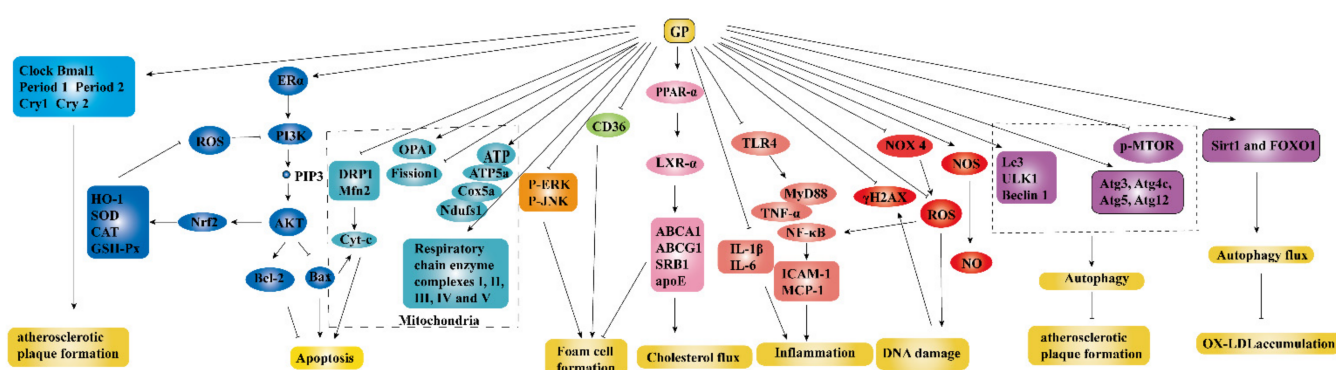 GP
Clock Bmal1
Period 1 Period 2
Cry1 Cry 2
ERα
ROS
PI3K
PIP3
HO-1
SOD
CAT
GSH-Px
Nrf2
AKT
Bcl-2
Bax
atherosclerotic
plaque formation
Apoptosis
OPA1
Fission1
DRP1
Mfn2
Cyt-c
ATP
ATP5a
Cox5a
Ndufs1
Respiratory
chain enzyme
complexes I, II,
III, IV and V
Mitochondria
P-ERK
P-JNK
CD36
Foam cell
formation
PPAR-α
LXR-α
ABCA1
ABCG1
SRB1
apoE
Cholesterol flux
TLR4
MyD88
TNF-α
NF-κB
IL-1β
IL-6
ICAM-1
MCP-1
Inflammation
NOX 4
γH2AX
ROS
DNA damage
NOS
NO
Lc3
ULK1
Beclin 1
p-MTOR
Atg3, Atg4c,
Atg5, Atg12
Autophagy
atherosclerotic
plaque formation
Sirt1 and FOXO1
Autophagy flux
OX-LDLaccumulation